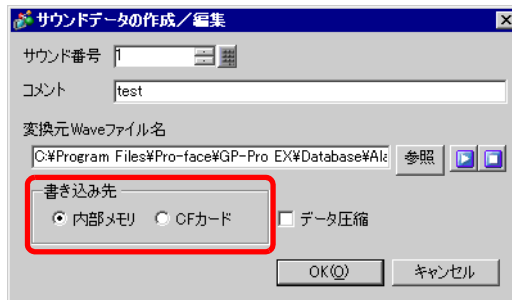 サウンドデータの作成／編集
サウンド番号 1
コメント test
変換元Waveファイル名
C:¥Program Files¥Pro-face¥GP-Pro EX¥Database¥Ala 参照
書き込み先
内部メモリ CFカード データ圧縮
OK(O) キャンセル